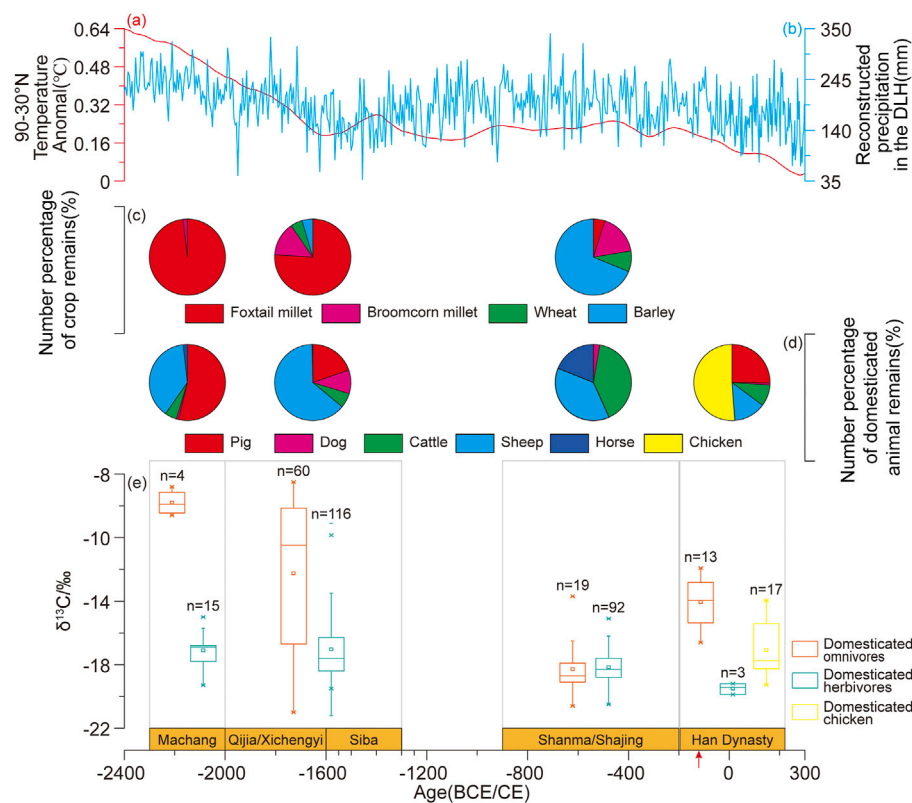 (a)
(b)
0.64
0.48
0.32
0.16
0
90-30°N
Temperature
Anomal(℃)
350
245
140
35
Reconstructed
precipitation
in the DLH(mm)
(c)
Number percentage
of crop remains(%)
Foxtail millet
Broomcorn millet
Wheat
Barley
(d)
Number percentage
of domesticated
animal remains(%)
Pig
Dog
Cattle
Sheep
Horse
Chicken
(e)
-8
-10
-14
-18
-22
δ¹³C/‰
n=4
n=15
n=60
n=116
n=19
n=92
n=13
n=3
n=17
Domesticated
omnivores
Domesticated
herbivores
Domesticated
chicken
Machang
Qijia/Xichengyi
Siba
Shanma/Shajing
Han Dynasty
-2400
-2000
-1600
-1200
-800
-400
0
300
Age(BCE/CE)